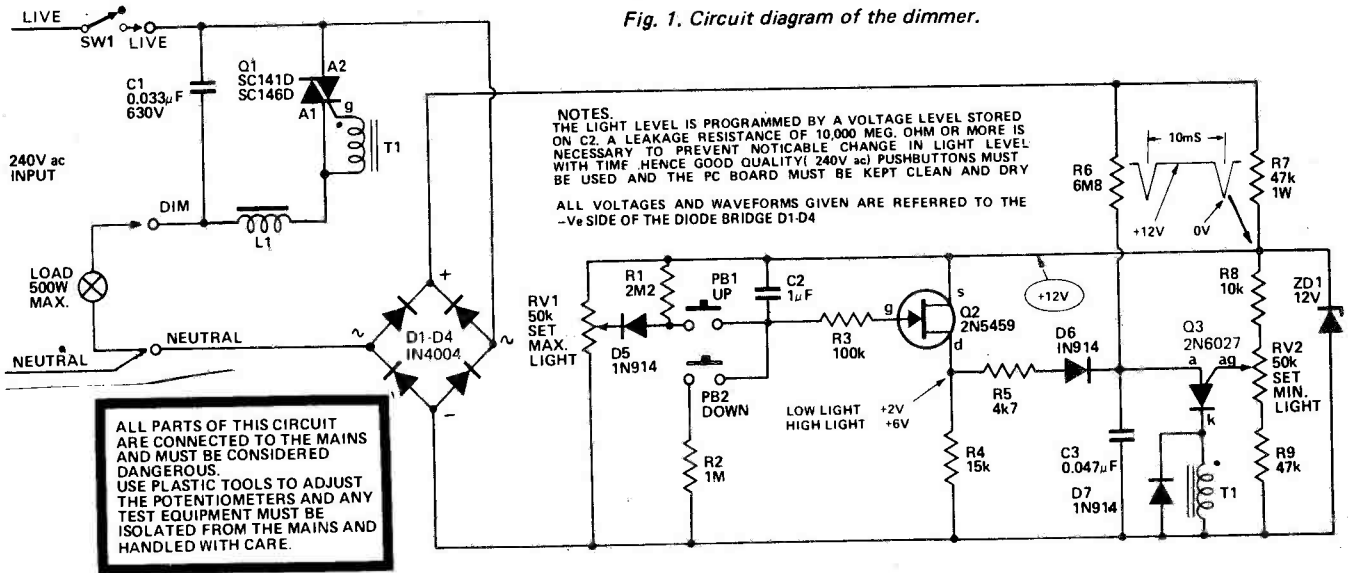 Fig. 1. Circuit diagram of the dimmer.
LIVE
SW1
LIVE
C1
0.033µF
630V
Q1
SC141D
SC146D
A2
A1
g
T1
240V ac
INPUT
DIM
L1
LOAD
500W
MAX.
NEUTRAL
NEUTRAL
+
~
D1-D4
IN4004
~
-
NOTES.
THE LIGHT LEVEL IS PROGRAMMED BY A VOLTAGE LEVEL STORED
ON C2. A LEAKAGE RESISTANCE OF 10,000 MEG. OHM OR MORE IS
NECESSARY TO PREVENT NOTICABLE CHANGE IN LIGHT LEVEL
WITH TIME .HENCE GOOD QUALITY( 240V ac) PUSHBUTTONS MUST
BE USED AND THE PC BOARD MUST BE KEPT CLEAN AND DRY
ALL VOLTAGES AND WAVEFORMS GIVEN ARE REFERRED TO THE
-Ve SIDE OF THE DIODE BRIDGE D1-D4
R6
6M8
10mS
+12V
0V
R7
47k
1W
RV1
50k
SET
MAX.
LIGHT
R1
2M2
D5
1N914
PB1
UP
C2
1µF
PB2
DOWN
R2
1M
R3
100k
g
s
d
Q2
2N5459
+12V
R5
4k7
D6
IN914
LOW LIGHT +2V
HIGH LIGHT +6V
R4
15k
C3
0.047µF
D7
1N914
Q3
2N6027
a
ag
k
T1
R8
10k
RV2
50k
SET
MIN.
LIGHT
R9
47k
ZD1
12V
ALL PARTS OF THIS CIRCUIT
ARE CONNECTED TO THE MAINS
AND MUST BE CONSIDERED
DANGEROUS.
USE PLASTIC TOOLS TO ADJUST
THE POTENTIOMETERS AND ANY
TEST EQUIPMENT MUST BE
ISOLATED FROM THE MAINS AND
HANDLED WITH CARE.